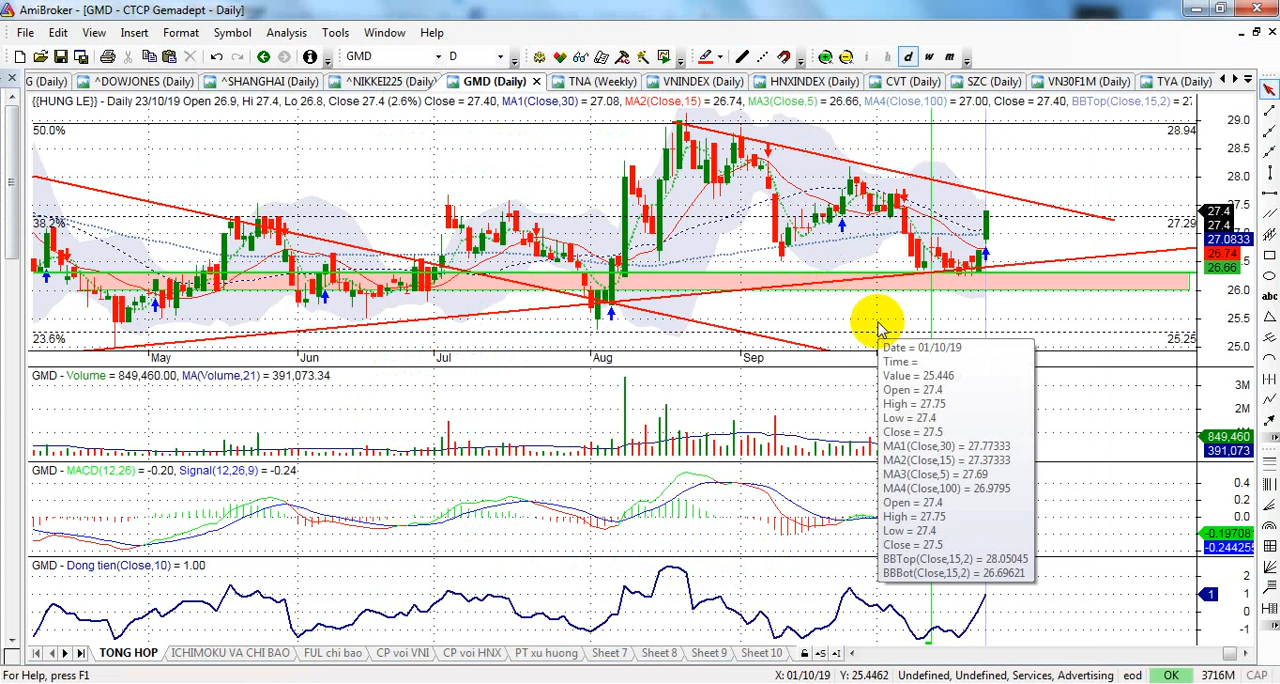 AmiBroker - [GMD - CTCP Gemadept - Daily]
File Edit View Insert Format Symbol Analysis Tools Window Help
GMD D i i h d w m
G (Daily) ^DOWJONES (Daily) ^SHANGHAI (Daily) ^NIKKEI225 (Daily) GMD (Daily) TNA (Weekly) VNINDEX (Daily) HNXINDEX (Daily) CVT (Daily) SZC (Daily) VN30F1M (Daily) TYA (Daily)
{{HUNG LE}} - Daily 23/10/19 Open 26.9, Hi 27.4, Lo 26.8, Close 27.4 (2.6%) Close = 27.40, MA1(Close,30) = 27.08, MA2(Close,15) = 26.74, MA3(Close,5) = 26.66, MA4(Close,100) = 27.00, Close = 27.40, BBTop(Close,15,2) = 27
50.0%
28.94
38.2%
27.29
23.6%
25.25
29.0
28.5
28.0
27.5
27.4
27.4
27.0833
26.74
26.66
26.5
26.0
25.5
25.0
abc
May Jun Jul Aug Sep
Date = 01/10/19
Time =
Value = 25.446
Open = 27.4
High = 27.75
Low = 27.4
Close = 27.5
MA1(Close,30) = 27.77333
MA2(Close,15) = 27.37333
MA3(Close,5) = 27.69
MA4(Close,100) = 26.9795
Open = 27.4
High = 27.75
Low = 27.4
Close = 27.5
BBTop(Close,15,2) = 28.05045
BBBot(Close,15,2) = 26.69621
GMD - Volume = 849,460.00, MA(Volume,21) = 391,073.34
3M
2M
849,460
391,073
GMD - MACD(12,26) = -0.20, Signal(12,26,9) = -0.24
0.4
0.2
0.0
-0.19708
-0.244255
GMD - Dong tien(Close,10) = 1.00
2
1
1
0
-1
TONG HOP ICHIMOKU VA CHI BAO FUL chi bao CP voi VNI CP voi HNX PT xu huong Sheet 7 Sheet 8 Sheet 9 Sheet 10
For Help, press F1 X: 01/10/19 Y: 25.4462 Undefined, Undefined, Services, Advertising eod OK 3716M CAP